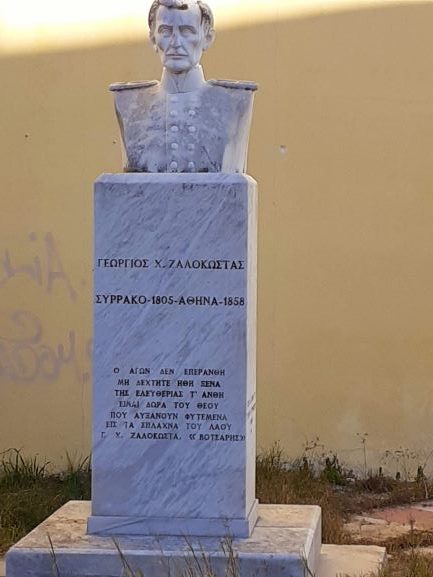 ΓΕΩΡΓΙΟΣ Χ. ΖΑΛΟΚΩΣΤΑΣ
ΣΥΡΡΑΚΟ-1805-ΑΘΗΝΑ-1858
Ο ΑΓΩΝ ΔΕΝ ΕΠΕΡΑΝΘΗ
ΜΗ ΔΕΧΤΗΤΕ ΗΘΗ ΞΕΝΑ
ΤΗΣ ΕΛΕΥΘΕΡΙΑΣ Τ' ΑΝΘΗ
ΕΙΝΑΙ ΔΩΡΑ ΤΟΥ ΘΕΟΥ
ΠΟΥ ΑΥΞΑΝΟΥΝ ΦΥΤΕΜΕΝΑ
ΕΙΣ ΤΑ ΣΠΛΑΧΝΑ ΤΟΥ ΛΑΟΥ
Γ. Χ. ΖΑΛΟΚΩΣΤΑ, «ΒΟΤΣΑΡΗΣ»